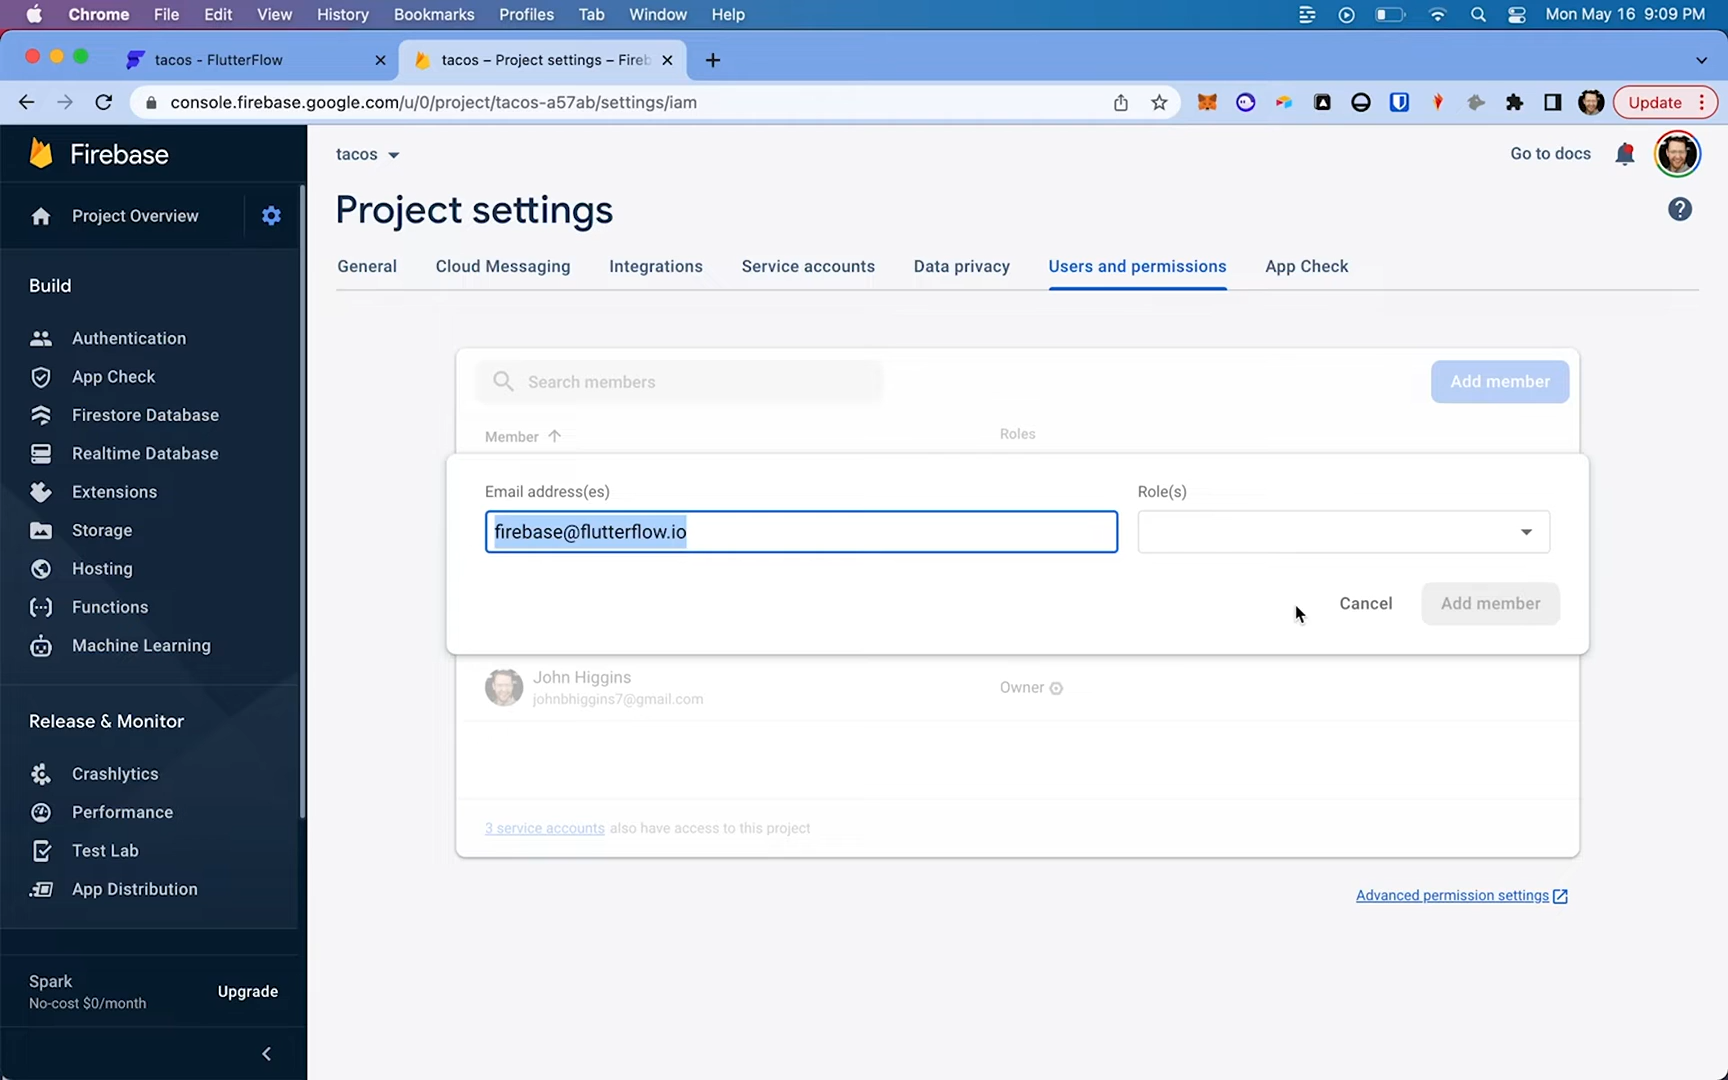 Chrome File Edit View History Bookmarks Profiles Tab Window Help Mon May 16 9:09 PM
tacos - FlutterFlow tacos – Project settings – Fireb
console.firebase.google.com/u/0/project/tacos-a57ab/settings/iam Update
Firebase
tacos Go to docs
Project Overview
Project settings
General Cloud Messaging Integrations Service accounts Data privacy Users and permissions App Check
Build
Authentication
App Check
Firestore Database
Realtime Database
Extensions
Storage
Hosting
Functions
Machine Learning
Release & Monitor
Crashlytics
Performance
Test Lab
App Distribution
Spark
No-cost $0/month
Upgrade
Search members Add member
Member Roles
Email address(es) Role(s)
firebase@flutterflow.io
Cancel Add member
John Higgins
johnbhiggins7@gmail.com
Owner
3 service accounts also have access to this project
Advanced permission settings